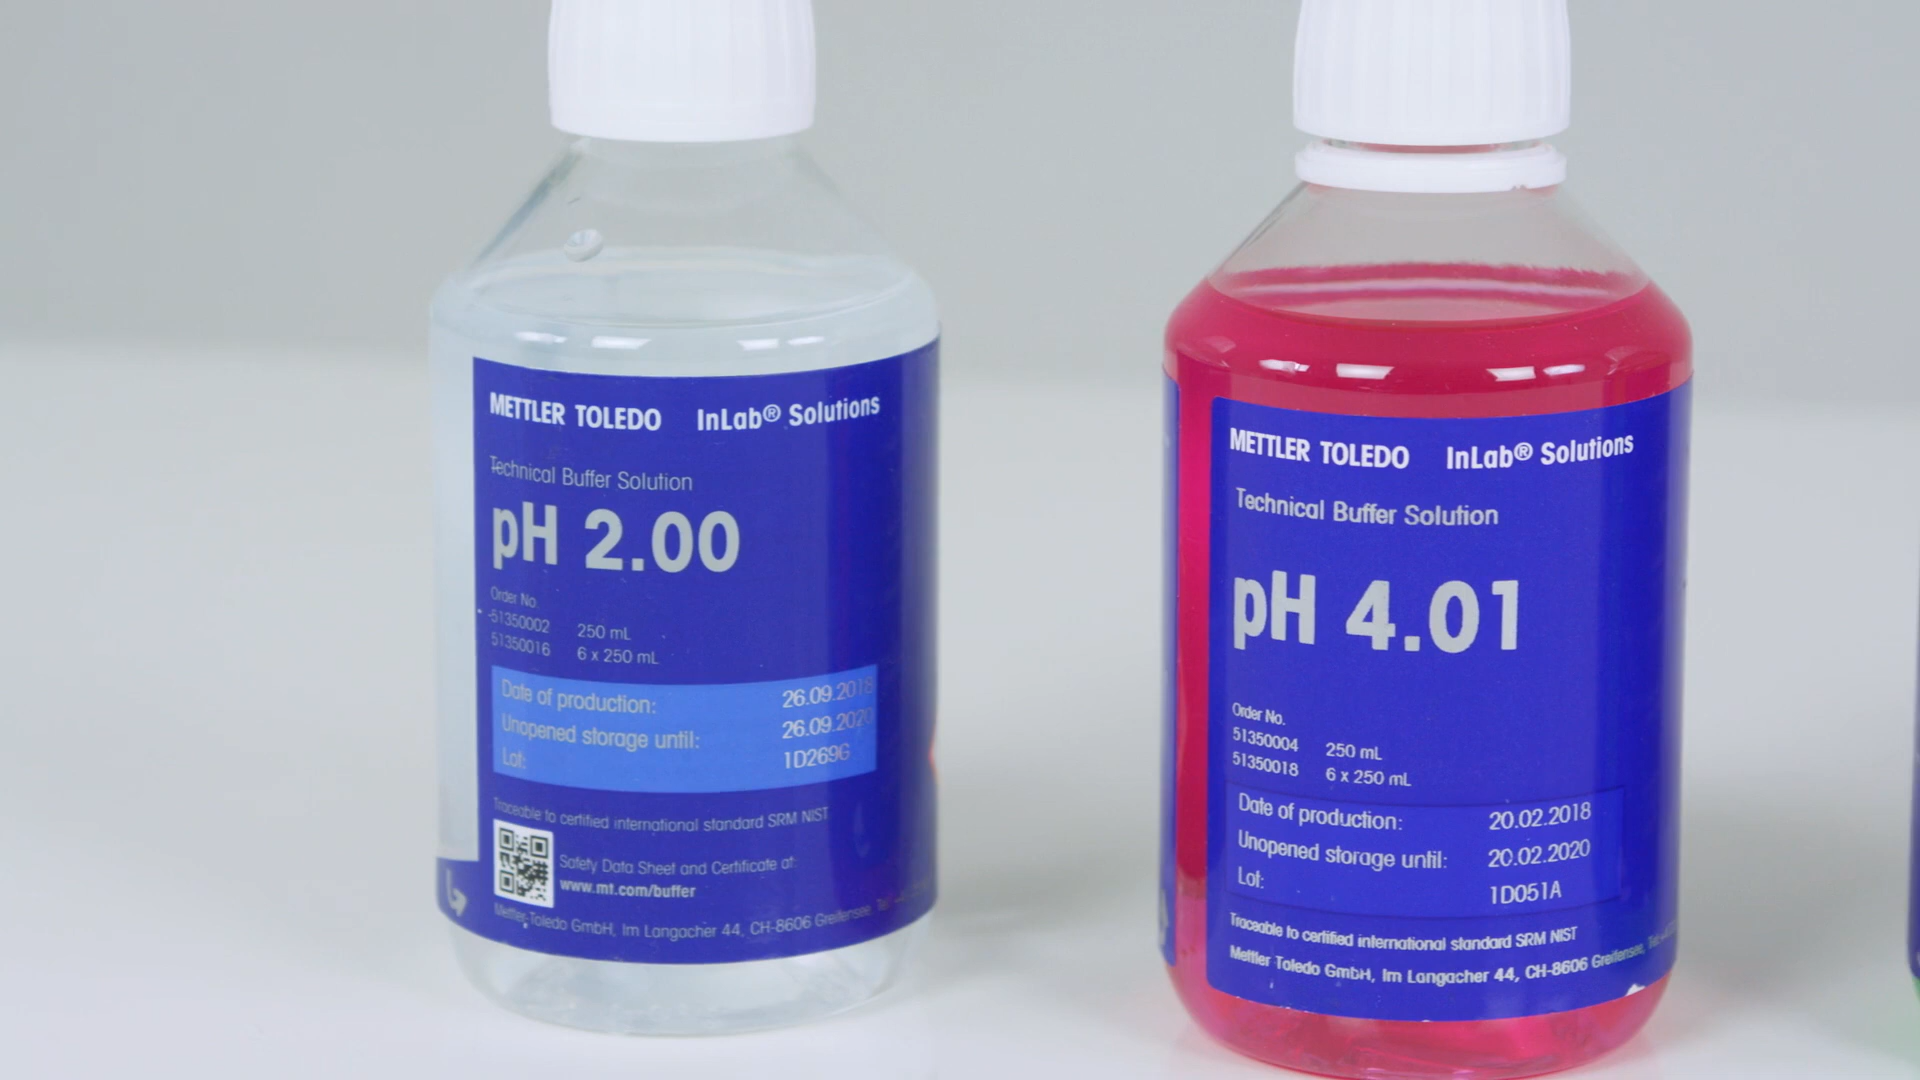 METTLER TOLEDO InLab® Solutions
Technical Buffer Solution
pH 2.00
Order No.
51350002 250 mL
51350016 6 x 250 mL
Date of production: 26.09.2018
Unopened storage until: 26.09.2020
Lot: 1D269G
Traceable to certified international standard SRM NIST
Safety Data Sheet and Certificate at:
www.mt.com/buffer
Mettler-Toledo GmbH, Im Langacher 44, CH-8606 Greifensee,
METTLER TOLEDO InLab® Solutions
Technical Buffer Solution
pH 4.01
Order No.
51350004 250 mL
51350018 6 x 250 mL
Date of production: 20.02.2018
Unopened storage until: 20.02.2020
Lot: 1D051A
Traceable to certified international standard SRM NIST
Mettler Toledo GmbH, Im Langacher 44, CH-8606 Greifensee,